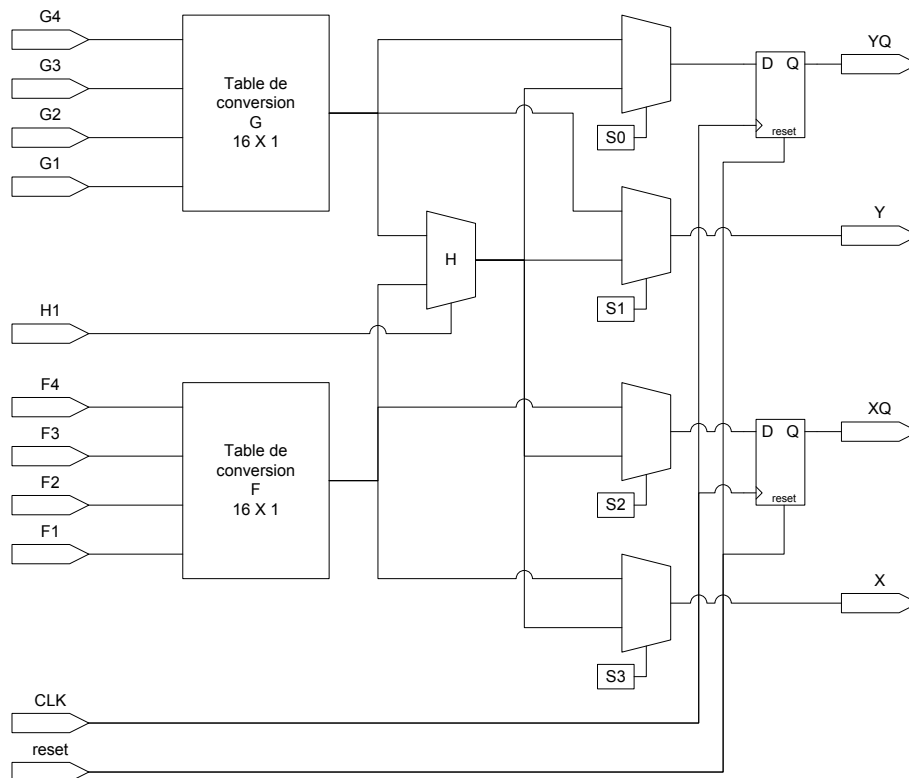 G4
G3
G2
G1
Table de
conversion
G
16 X 1
S0
D Q
reset
YQ
H
S1
Y
H1
F4
F3
F2
F1
Table de
conversion
F
16 X 1
S2
D Q
reset
XQ
S3
X
CLK
reset